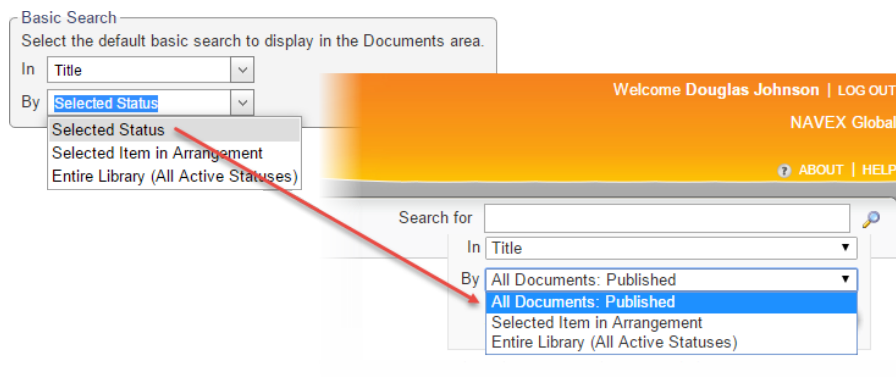 Basic Search
Select the default basic search to display in the Documents area.
In Title
By Selected Status
Selected Status
Selected Item in Arrangement
Entire Library (All Active Statuses)
Welcome Douglas Johnson | LOG OUT
NAVEX Global
? ABOUT | HELP
Search for
In Title
By All Documents: Published
All Documents: Published
Selected Item in Arrangement
Entire Library (All Active Statuses)